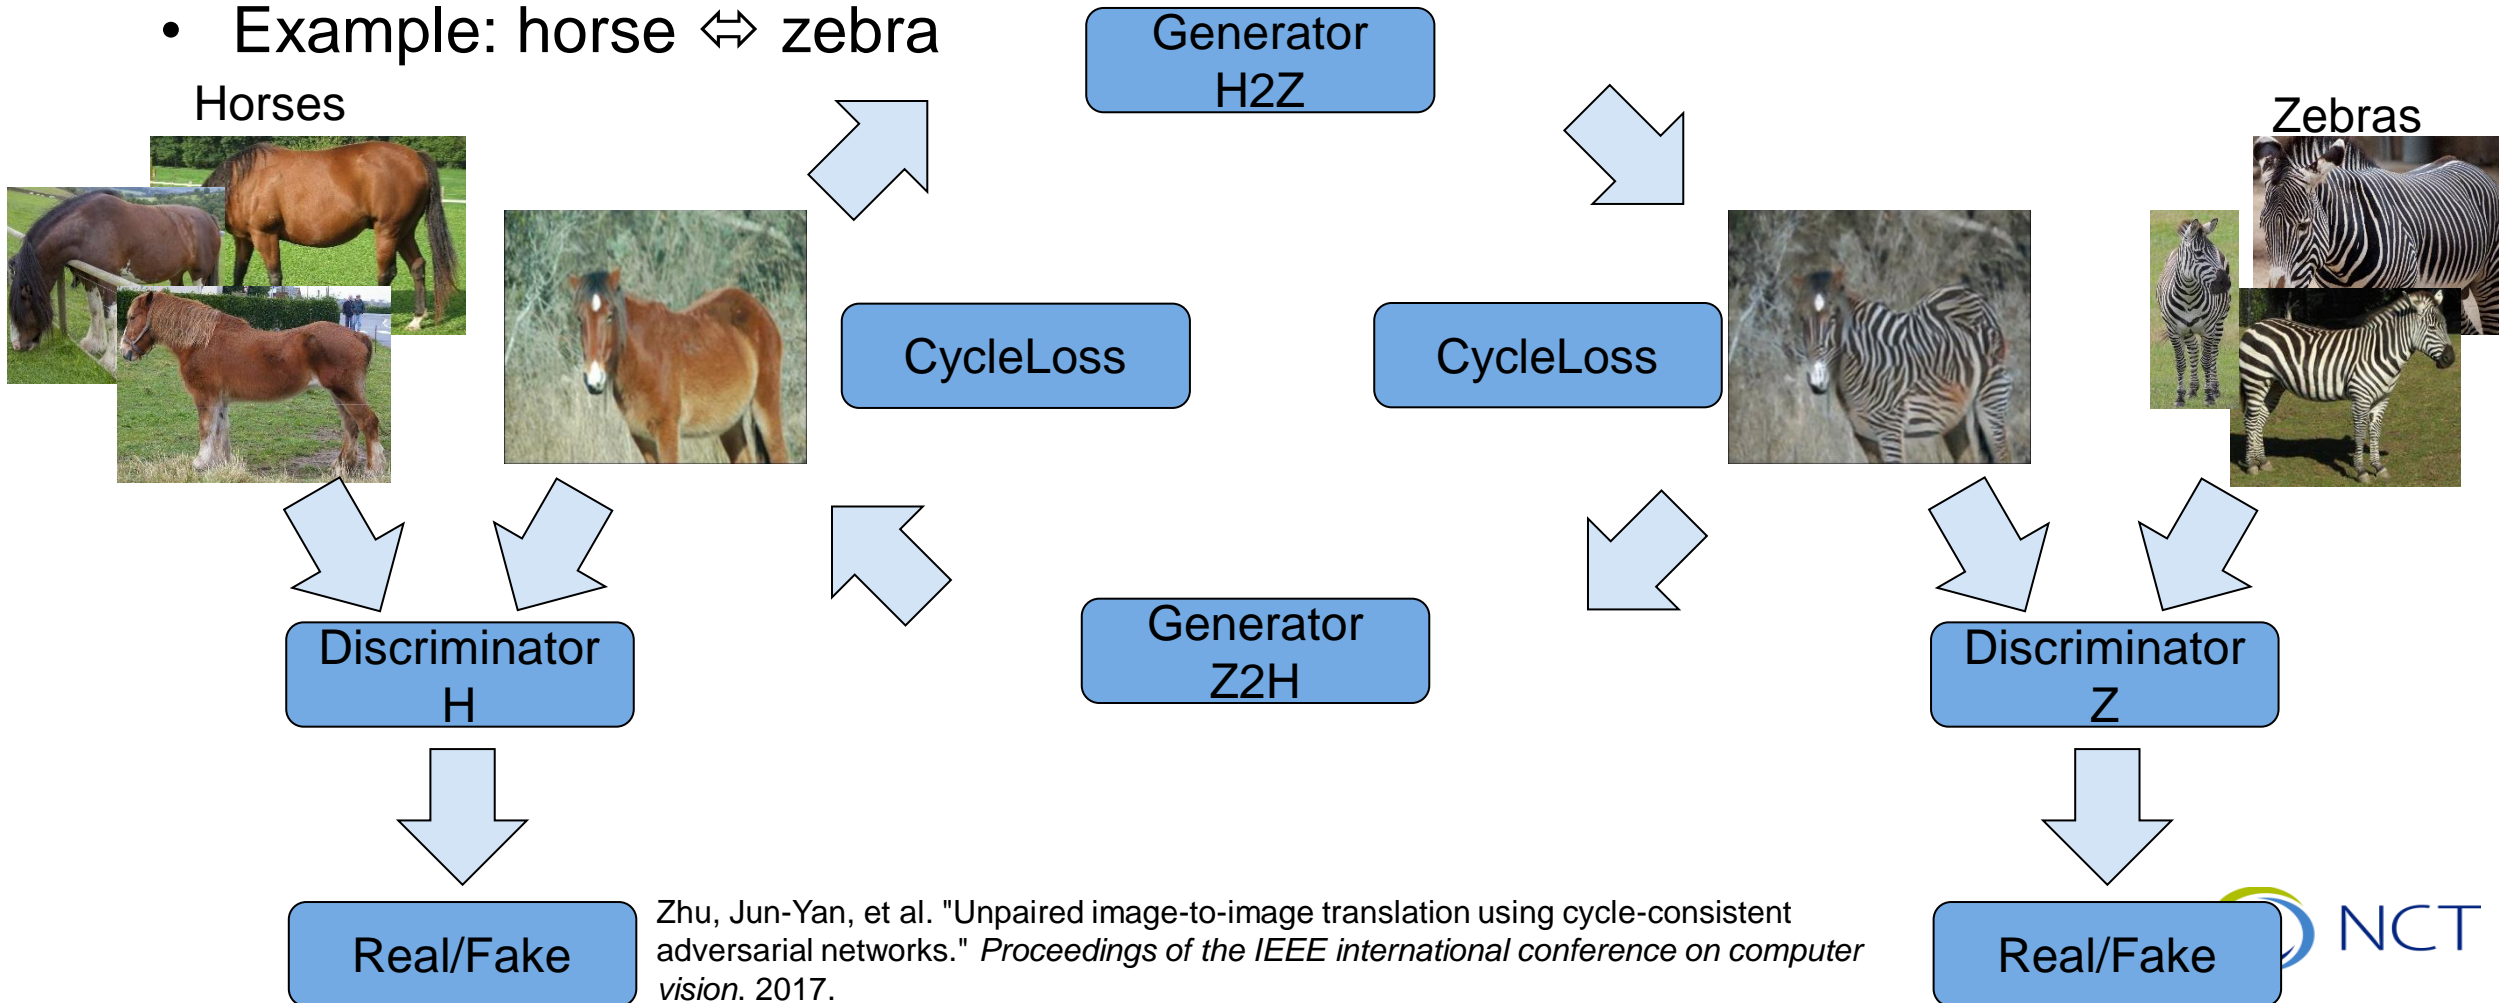 • Example: horse ⬄ zebra
Horses
Generator
H2Z
Zebras
CycleLoss
CycleLoss
Generator
Z2H
Discriminator
H
Discriminator
Z
Real/Fake
Zhu, Jun-Yan, et al. "Unpaired image-to-image translation using cycle-consistent
adversarial networks." Proceedings of the IEEE international conference on computer
vision. 2017.
Real/Fake
NCT